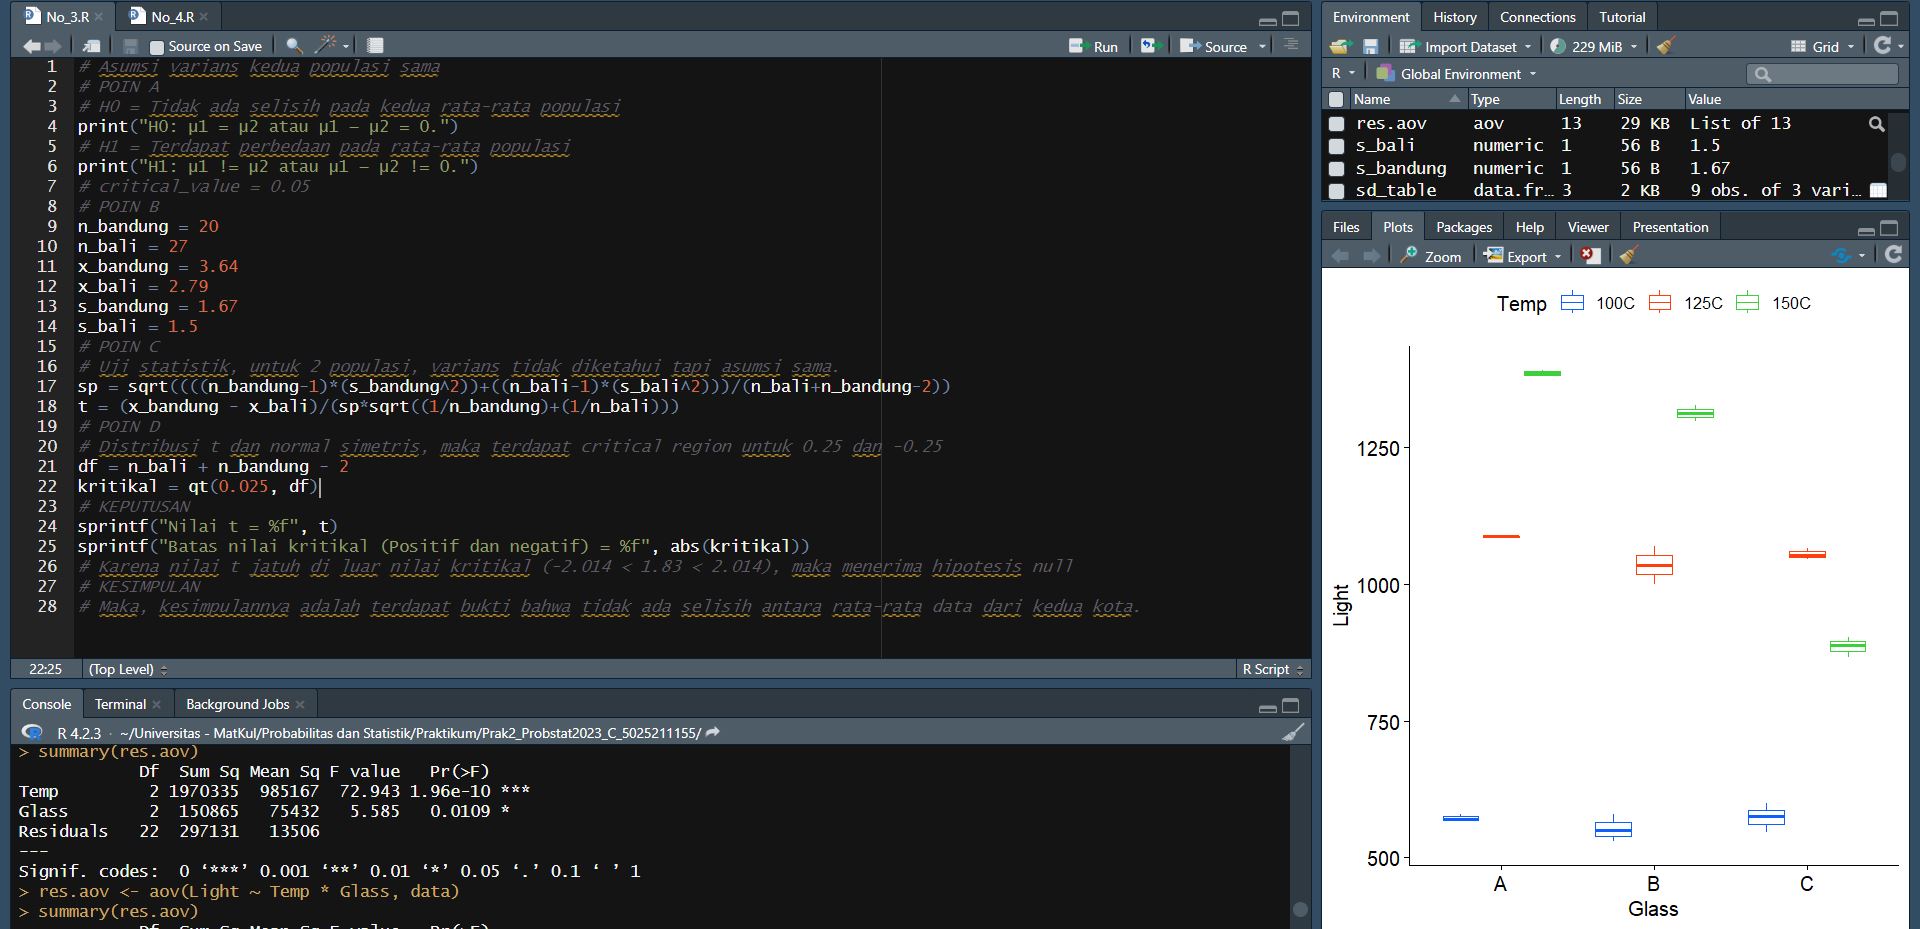 No_3.R No_4.R
Source on Save Run Source
1 # Asumsi varians kedua populasi sama
2 # POIN A
3 # H0 = Tidak ada selisih pada kedua rata-rata populasi
4 print("H0: µ1 = µ2 atau µ1 − µ2 = 0.")
5 # H1 = Terdapat perbedaan pada rata-rata populasi
6 print("H1: µ1 != µ2 atau µ1 − µ2 != 0.")
7 # critical_value = 0.05
8 # POIN B
9 n_bandung = 20
10 n_bali = 27
11 x_bandung = 3.64
12 x_bali = 2.79
13 s_bandung = 1.67
14 s_bali = 1.5
15 # POIN C
16 # Uji statistik, untuk 2 populasi, varians tidak diketahui tapi asumsi sama.
17 sp = sqrt((((n_bandung-1)*(s_bandung^2))+((n_bali-1)*(s_bali^2)))/(n_bali+n_bandung-2))
18 t = (x_bandung - x_bali)/(sp*sqrt((1/n_bandung)+(1/n_bali)))
19 # POIN D
20 # Distribusi t dan normal simetris, maka terdapat critical region untuk 0.25 dan -0.25
21 df = n_bali + n_bandung - 2
22 kritikal = qt(0.025, df)
23 # KEPUTUSAN
24 sprintf("Nilai t = %f", t)
25 sprintf("Batas nilai kritikal (Positif dan negatif) = %f", abs(kritikal))
26 # Karena nilai t jatuh di luar nilai kritikal (-2.014 < 1.83 < 2.014), maka menerima hipotesis null
27 # KESIMPULAN
28 # Maka, kesimpulannya adalah terdapat bukti bahwa tidak ada selisih antara rata-rata data dari kedua kota.
22:25 (Top Level) R Script
Console Terminal Background Jobs
R 4.2.3 · ~/Universitas - MatKul/Probabilitas dan Statistik/Praktikum/Prak2_Probstat2023_C_5025211155/
> summary(res.aov)
Df Sum Sq Mean Sq F value Pr(>F)
Temp 2 1970335 985167 72.943 1.96e-10 ***
Glass 2 150865 75432 5.585 0.0109 *
Residuals 22 297131 13506
---
Signif. codes: 0 ‘***’ 0.001 ‘**’ 0.01 ‘*’ 0.05 ‘.’ 0.1 ‘ ’ 1
> res.aov <- aov(Light ~ Temp * Glass, data)
> summary(res.aov)
Df Sum Sq Mean Sq F value Pr(>F)
Environment History Connections Tutorial
Import Dataset 229 MiB Grid
R Global Environment
Name Type Length Size Value
res.aov aov 13 29 KB List of 13
s_bali numeric 1 56 B 1.5
s_bandung numeric 1 56 B 1.67
sd_table data.fr… 3 2 KB 9 obs. of 3 vari…
Files Plots Packages Help Viewer Presentation
Zoom Export
Temp 100C 125C 150C
1250
1000
750
500
Light
A B C
Glass